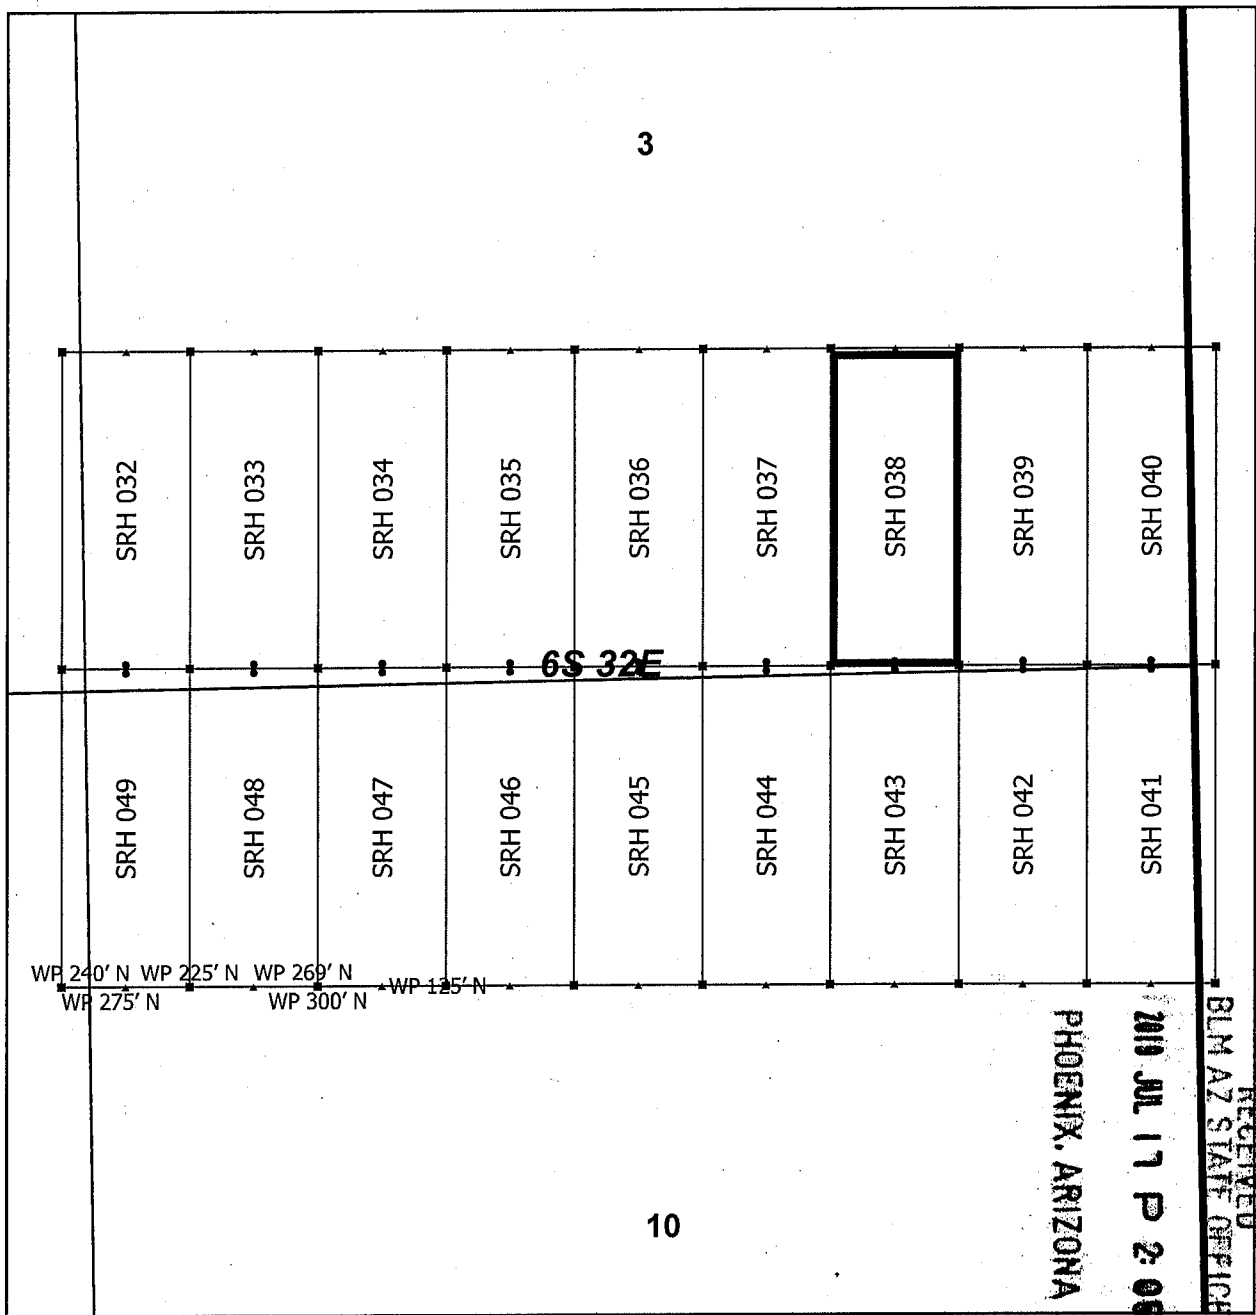 3
SRH 032
SRH 033
SRH 034
SRH 035
SRH 036
SRH 037
SRH 038
SRH 039
SRH 040
6S 32E
SRH 049
SRH 048
SRH 047
SRH 046
SRH 045
SRH 044
SRH 043
SRH 042
SRH 041
WP 240' N WP 225' N WP 269' N
WP 125' N
WP 275' N WP 300' N
10
RECEIVED
BLM AZ STATE OFFICE
2019 JUL 17 P 2:
PHOENIX, ARIZONA